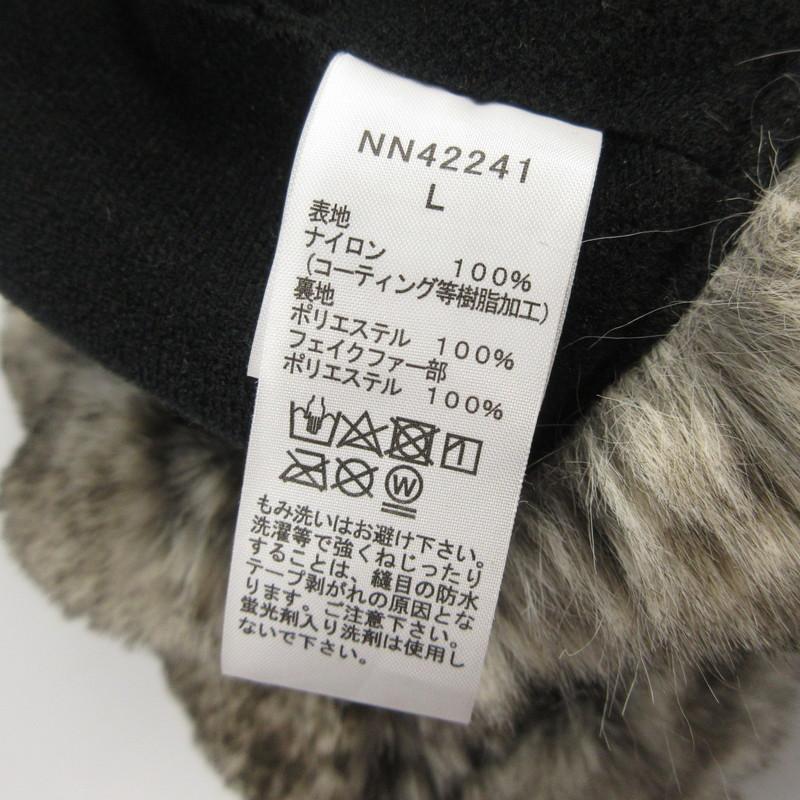 NN42241
L
表地
ナイロン 100%
(コーティング等樹脂加工)
裏地
ポリエステル 100%
フェイクファー部
ポリエステル 100%
W
もみ洗いはお避け下さい。
洗濯等で強くねじったり
することは、縫目の防水
テープ剥がれの原因とな
ります。ご注意下さい。
蛍光剤入り洗剤は使用し
ないで下さい。